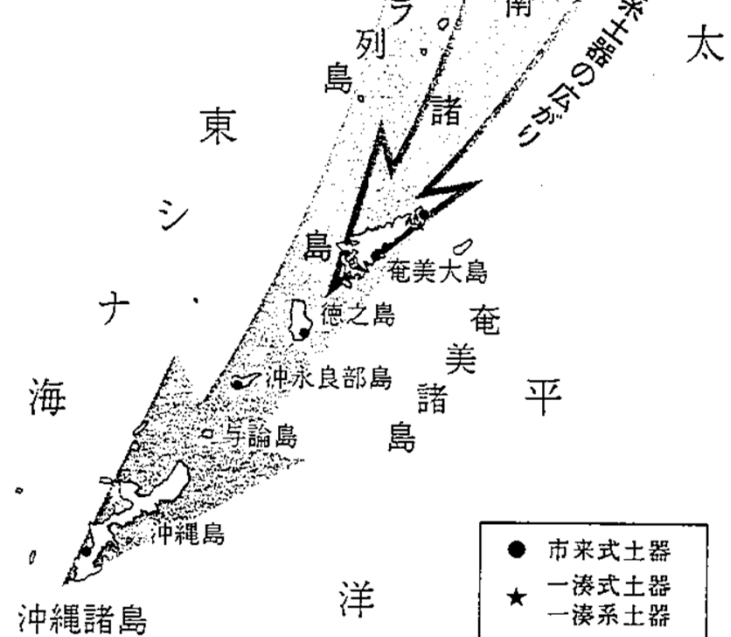 ラ
列
島
南
諸
島
来土器の広がり
太
平
洋
東
シ
ナ
海
奄美大島
徳之島
奄
美
諸
島
沖永良部島
与論島
沖縄島
沖縄諸島
● 市来式土器
★ 一湊式土器
一湊系土器